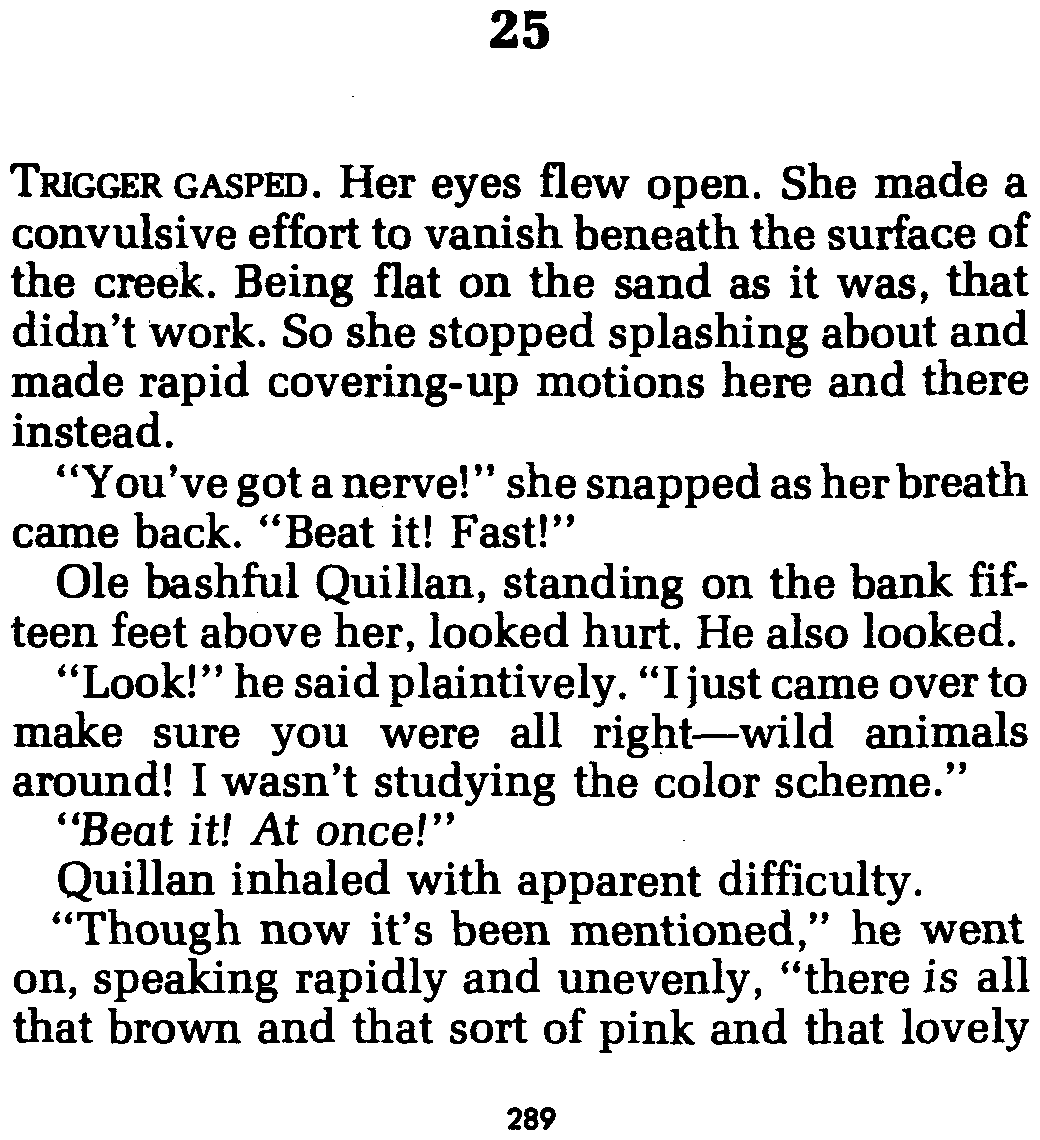 25
TRIGGER GASPED. Her eyes flew open. She made a
convulsive effort to vanish beneath the surface of
the creek. Being flat on the sand as it was, that
didn't work. So she stopped splashing about and
made rapid covering-up motions here and there
instead.
“You've got a nerve!” she snapped as her breath
came back. “Beat it! Fast!”
Ole bashful Quillan, standing on the bank fif-
teen feet above her, looked hurt. He also looked.
“Look!” he said plaintively. “I just came over to
make sure you were all right—wild animals
around! I wasn't studying the color scheme.”
“Beat it! At once!”
Quillan inhaled with apparent difficulty.
“Though now it's been mentioned,” he went
on, speaking rapidly and unevenly, “there is all
that brown and that sort of pink and that lovely
289